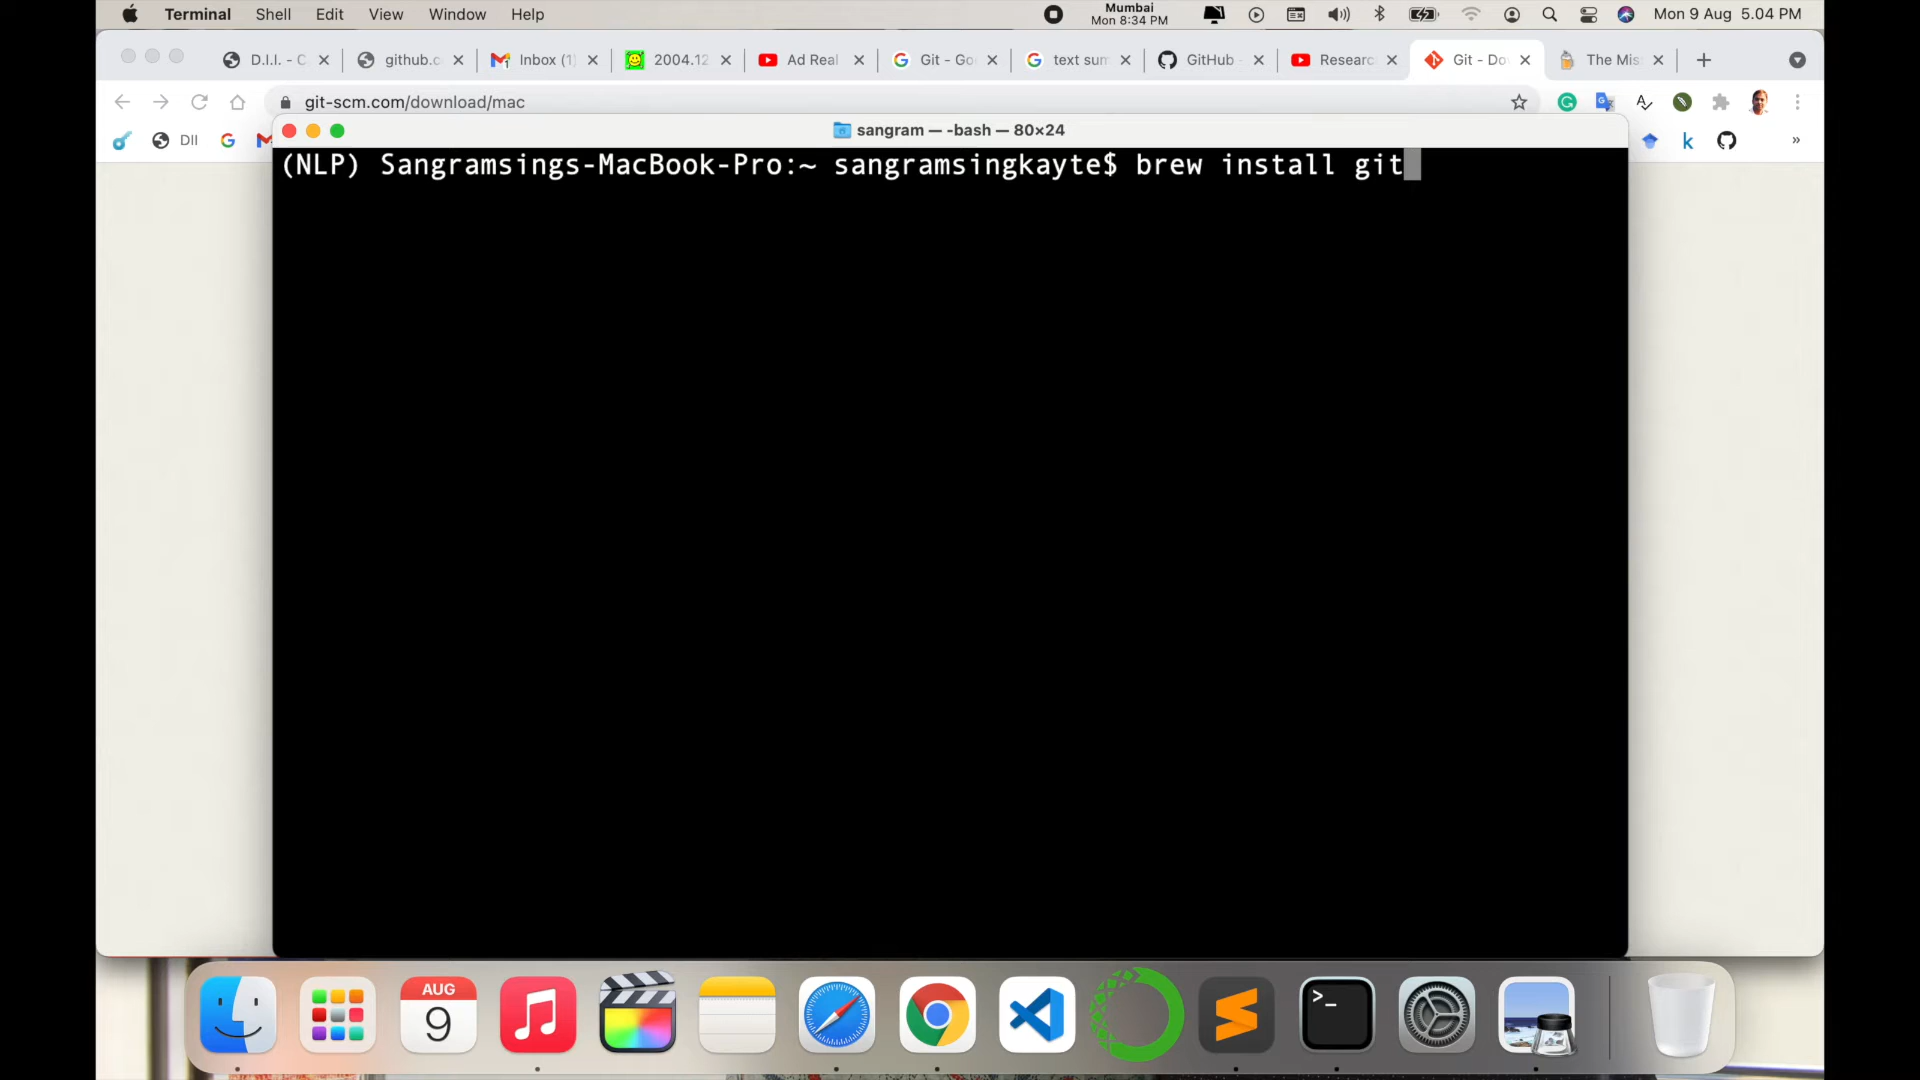 Terminal Shell Edit View Window Help Mumbai Mon 8:34 PM Mon 9 Aug 5.04 PM
D.I.I. - C github.c Inbox (1) 2004.12 Ad Real Git - Go text sum GitHub - Researc Git - Do The Mis
git-scm.com/download/mac
DII
sangram — -bash — 80×24
(NLP) Sangramsings-MacBook-Pro:~ sangramsingkayte$ brew install git
AUG
9